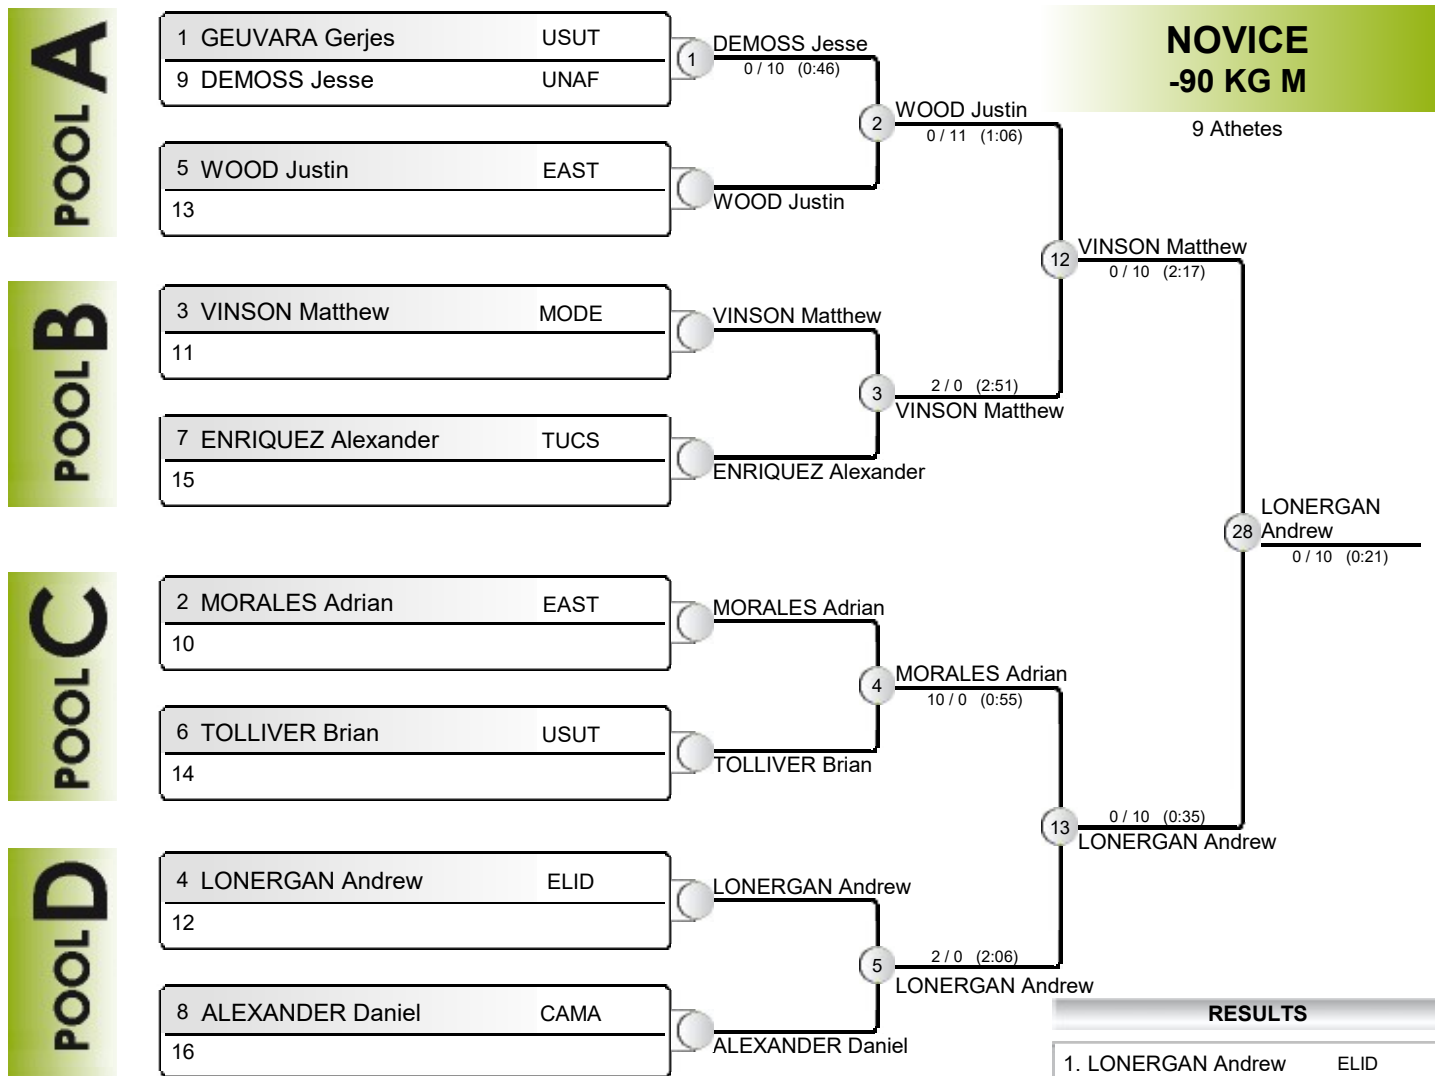 POOL A
1 GEUVARA Gerjes USUT
9 DEMOSS Jesse UNAF
5 WOOD Justin EAST
13
1
DEMOSS Jesse
0 / 10 (0:46)
WOOD Justin
2
WOOD Justin
0 / 11 (1:06)
NOVICE
-90 KG M
9 Athetes
POOL B
3 VINSON Matthew MODE
11
7 ENRIQUEZ Alexander TUCS
15
VINSON Matthew
ENRIQUEZ Alexander
3
2 / 0 (2:51)
VINSON Matthew
12
VINSON Matthew
0 / 10 (2:17)
28
LONERGAN
Andrew
0 / 10 (0:21)
POOL C
2 MORALES Adrian EAST
10
6 TOLLIVER Brian USUT
14
MORALES Adrian
TOLLIVER Brian
4
MORALES Adrian
10 / 0 (0:55)
13
0 / 10 (0:35)
LONERGAN Andrew
POOL D
4 LONERGAN Andrew ELID
12
8 ALEXANDER Daniel CAMA
16
LONERGAN Andrew
ALEXANDER Daniel
5
2 / 0 (2:06)
LONERGAN Andrew
RESULTS
1. LONERGAN Andrew ELID